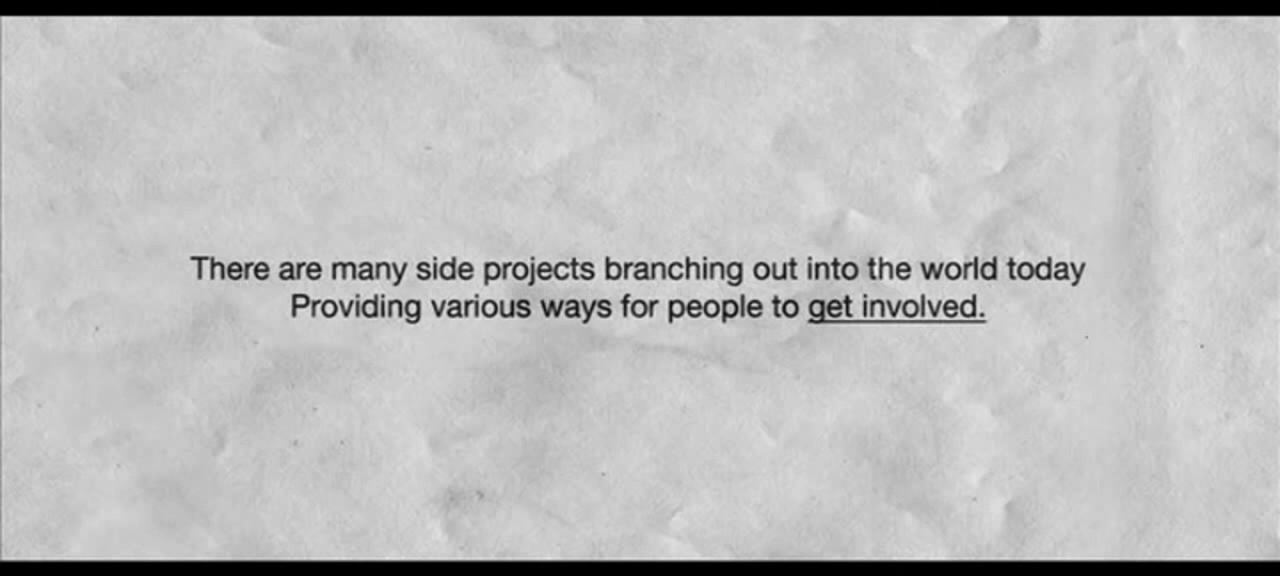 There are many side projects branching out into the world today
Providing various ways for people to get involved.